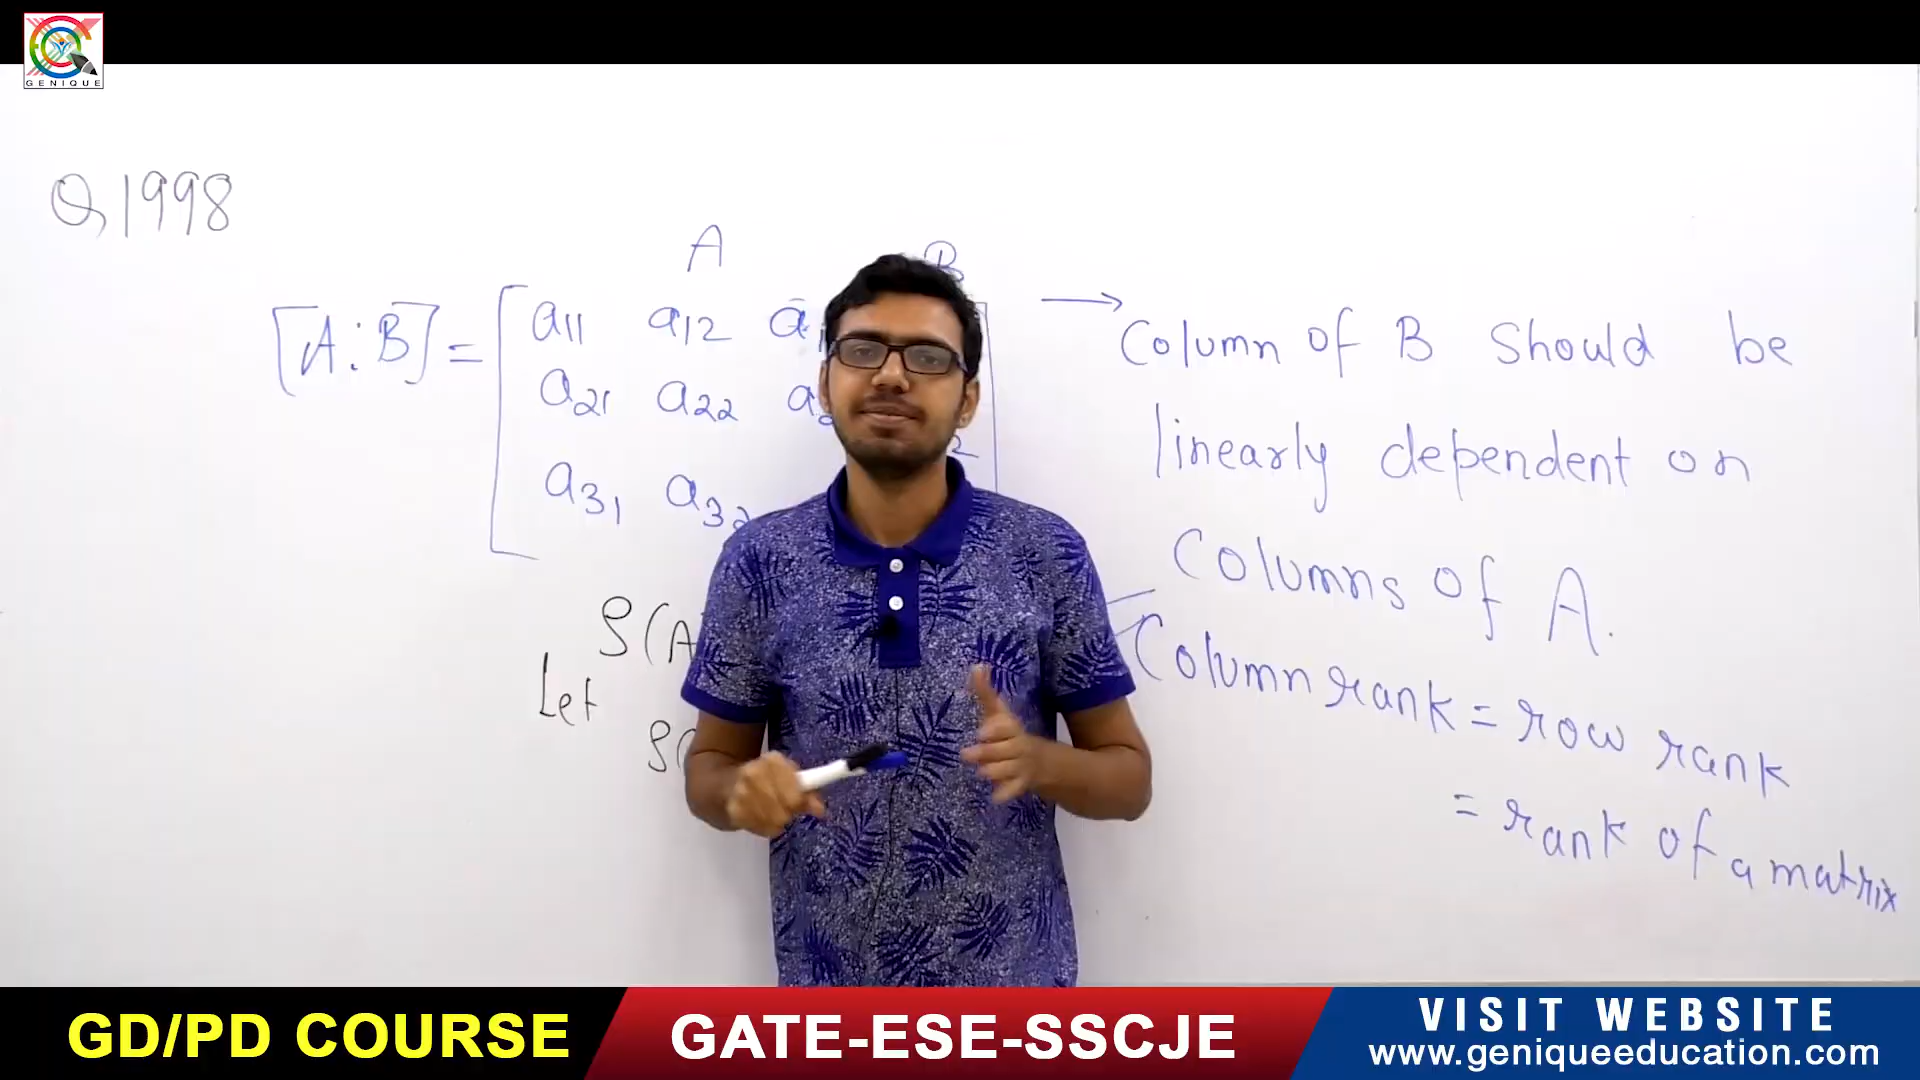 GENIQUE
Q, 1998
A B
[A:B] = a11 a12
a21 a22
a31
Column of B should be
linearly dependent on
Columns of A.
Column rank = row rank
= rank of a matrix
ρ(A
Let
GD/PD COURSE
GATE-ESE-SSCJE
VISIT WEBSITE
www.geniqueeducation.com